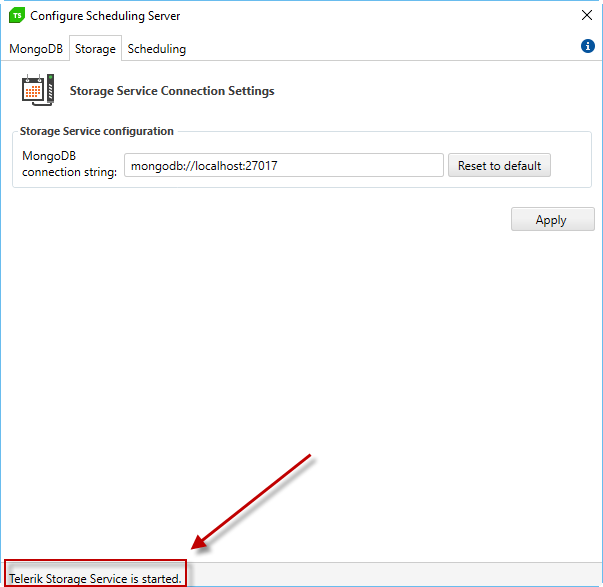 TS Configure Scheduling Server
MongoDB Storage Scheduling
Storage Service Connection Settings
Storage Service configuration
MongoDB
connection string: mongodb://localhost:27017 Reset to default
Apply
Telerik Storage Service is started.